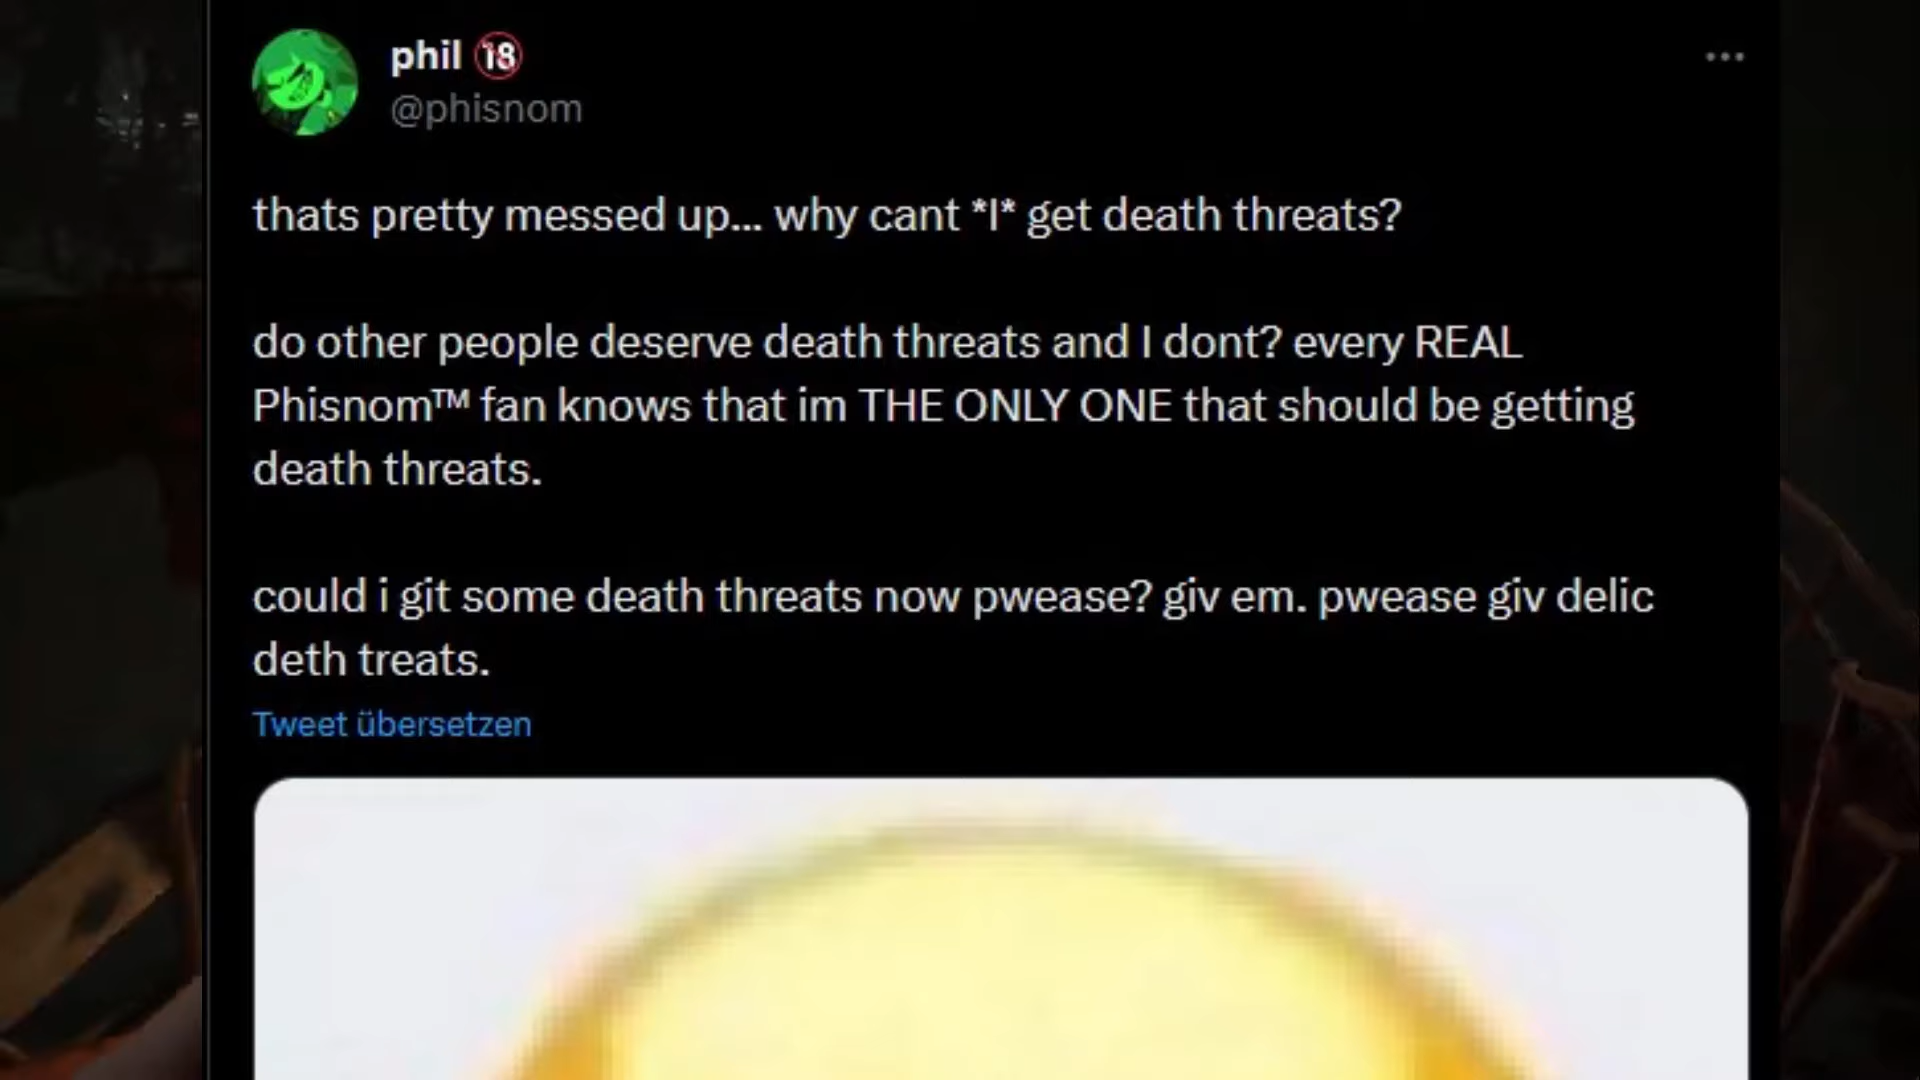 phil 🔞
@phisnom
thats pretty messed up... why cant *I* get death threats?
do other people deserve death threats and I dont? every REAL
Phisnom™ fan knows that im THE ONLY ONE that should be getting
death threats.
could i git some death threats now pwease? giv em. pwease giv delic
deth treats.
Tweet übersetzen